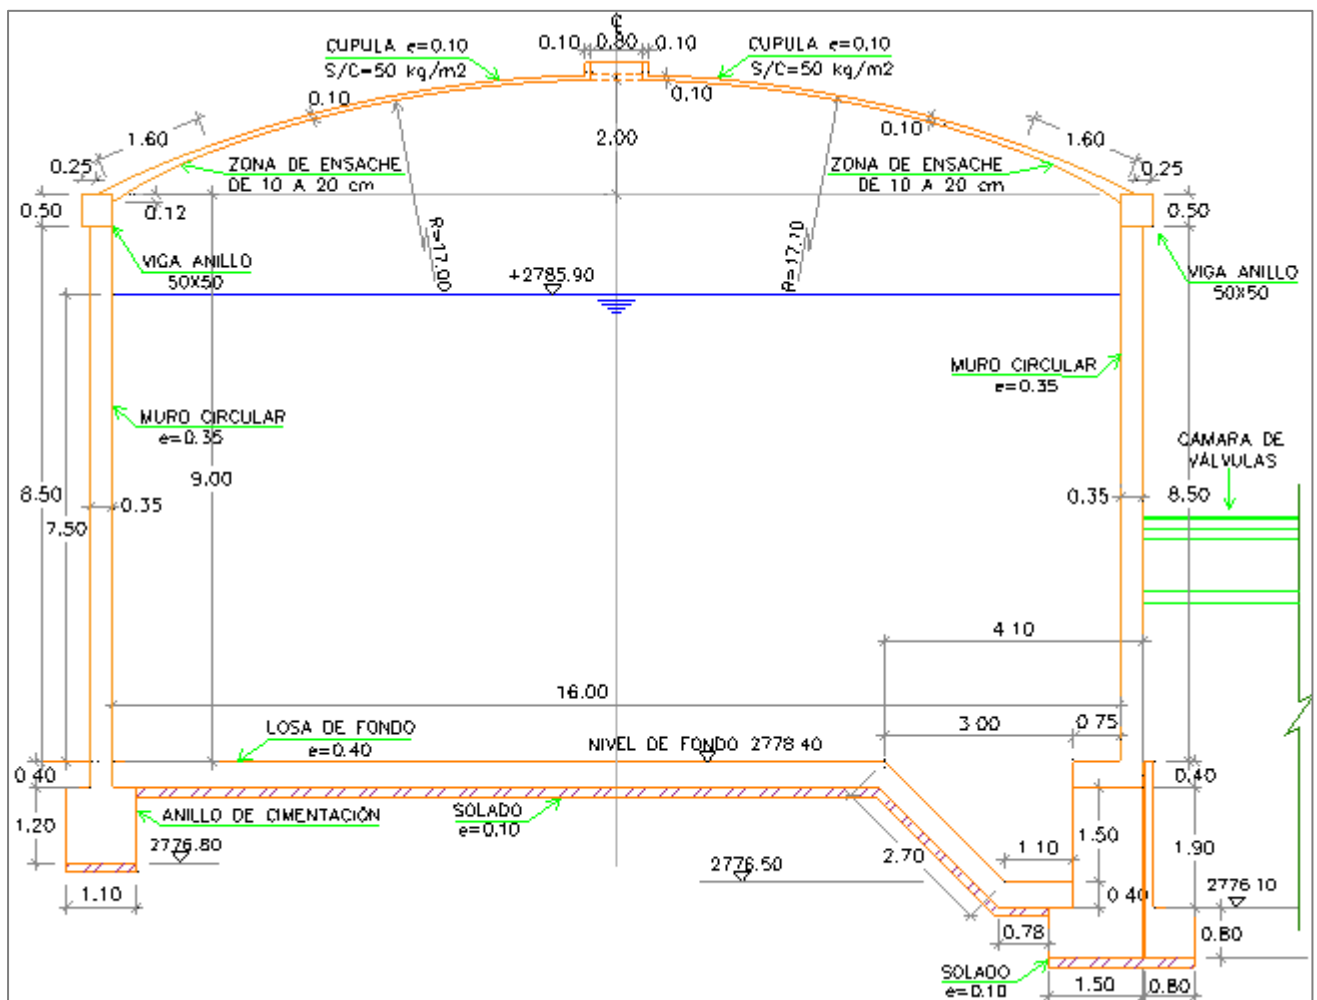 ℄
0.10 0.80 0.10
CUPULA e=0.10
S/C=50 kg/m2
CUPULA e=0.10
S/C=50 kg/m2
0.10
0.10
0.10
1.60
1.60
2.00
0.25
0.25
ZONA DE ENSACHE
DE 10 A 20 cm
ZONA DE ENSACHE
DE 10 A 20 cm
0.50
0.12
0.50
R=17.00
R=17.10
VIGA ANILLO
50X50
+2785.90
VIGA ANILLO
50X50
MURO CIRCULAR
e=0.35
MURO CIRCULAR
e=0.35
CAMARA DE
VÁLVULAS
9.00
8.50
7.50
0.35
0.35
8.50
4.10
16.00
3.00
0.75
LOSA DE FONDO
e=0.40
NIVEL DE FONDO 2778.40
0.40
0.40
ANILLO DE CIMENTACIÓN
SOLADO
e=0.10
1.20
2776.80
2776.50
2.70
1.10
1.50
1.90
0.40
2776.10
1.10
0.78
0.80
SOLADO
e=0.10
1.50
0.80